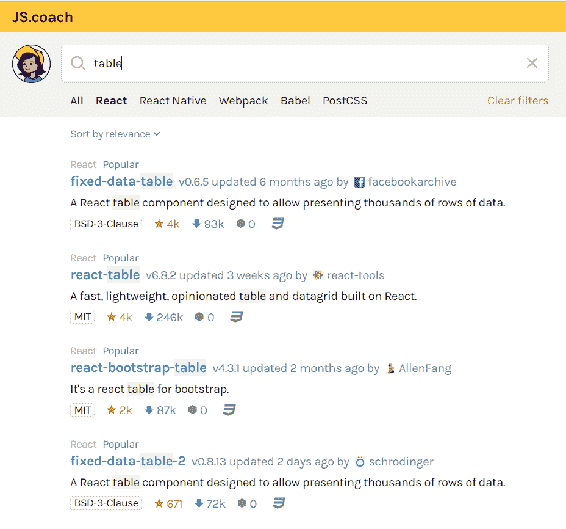 JS.coach
table
All React React Native Webpack Babel PostCSS Clear filters
Sort by relevance
React Popular
fixed-data-table v0.6.5 updated 6 months ago by facebookarchive
A React table component designed to allow presenting thousands of rows of data.
BSD-3-Clause 4k 93k 0
React Popular
react-table v6.8.2 updated 3 weeks ago by react-tools
A fast, lightweight, opinionated table and datagrid built on React.
MIT 4k 246k 0
React Popular
react-bootstrap-table v4.3.1 updated 2 months ago by AllenFang
It's a react table for bootstrap.
MIT 2k 87k 0
React Popular
fixed-data-table-2 v0.8.13 updated 2 days ago by schrodinger
A React table component designed to allow presenting thousands of rows of data.
BSD-3-Clause 671 72k 0